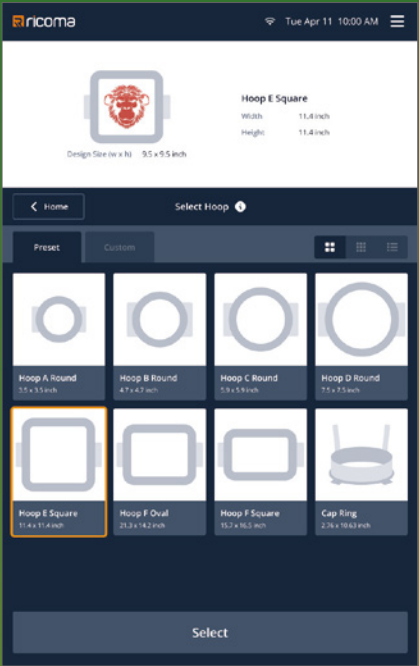 ricoma
Tue Apr 11 10:00 AM
Hoop E Square
Width 11.4 inch
Height 11.4 inch
Design Size (w x h) 9.5 x 9.5 inch
Home
Select Hoop
Preset
Custom
Hoop A Round
3.5 x 3.5 inch
Hoop B Round
4.7 x 4.7 inch
Hoop C Round
5.9 x 5.9 inch
Hoop D Round
7.5 x 7.5 inch
Hoop E Square
11.4 x 11.4 inch
Hoop F Oval
21.3 x 14.2 inch
Hoop F Square
15.7 x 16.5 inch
Cap Ring
2.76 x 10.63 inch
Select